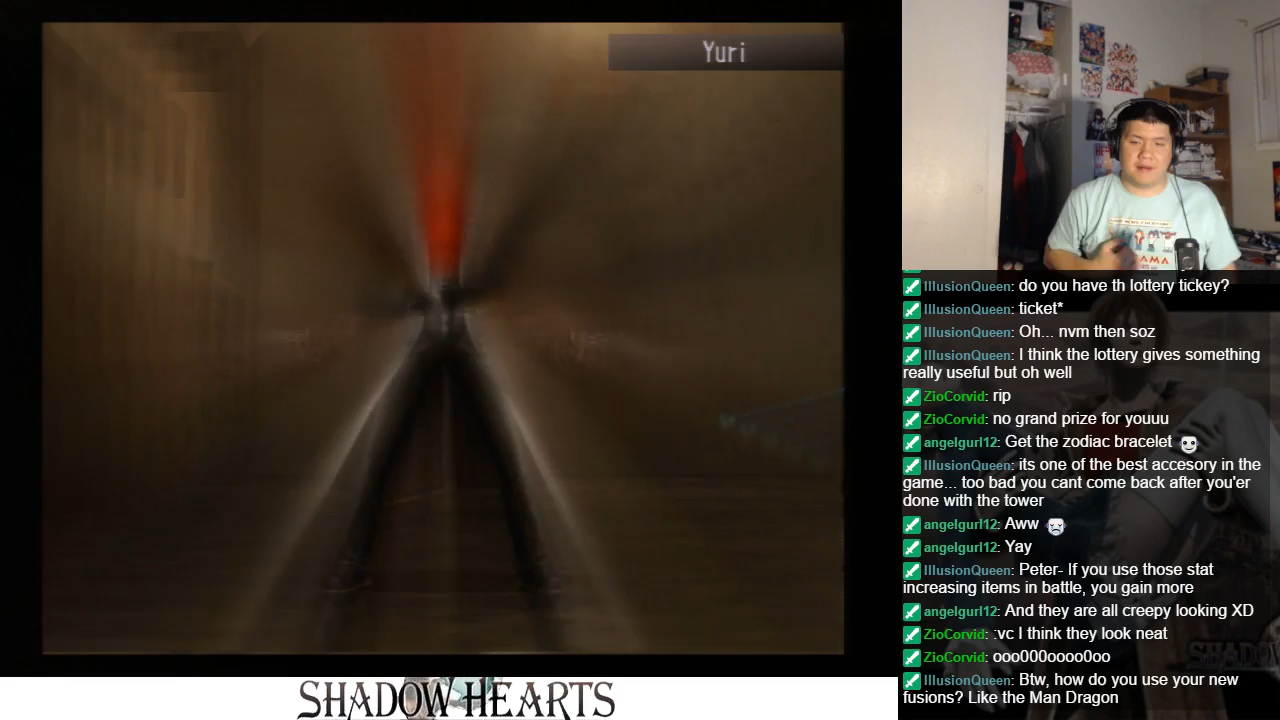 Yuri
AMA
IllusionQueen: do you have th lottery tickey?
IllusionQueen: ticket*
IllusionQueen: Oh... nvm then soz
IllusionQueen: I think the lottery gives something
really useful but oh well
ZioCorvid: rip
ZioCorvid: no grand prize for youuu
angelgurl12: Get the zodiac bracelet
IllusionQueen: its one of the best accesory in the
game... too bad you cant come back after you'er
done with the tower
angelgurl12: Aww
angelgurl12: Yay
IllusionQueen: Peter- If you use those stat
increasing items in battle, you gain more
angelgurl12: And they are all creepy looking XD
ZioCorvid: :vc I think they look neat
ZioCorvid: ooo000oooo0oo
IllusionQueen: Btw, how do you use your new
fusions? Like the Man Dragon
SHADOW HEARTS